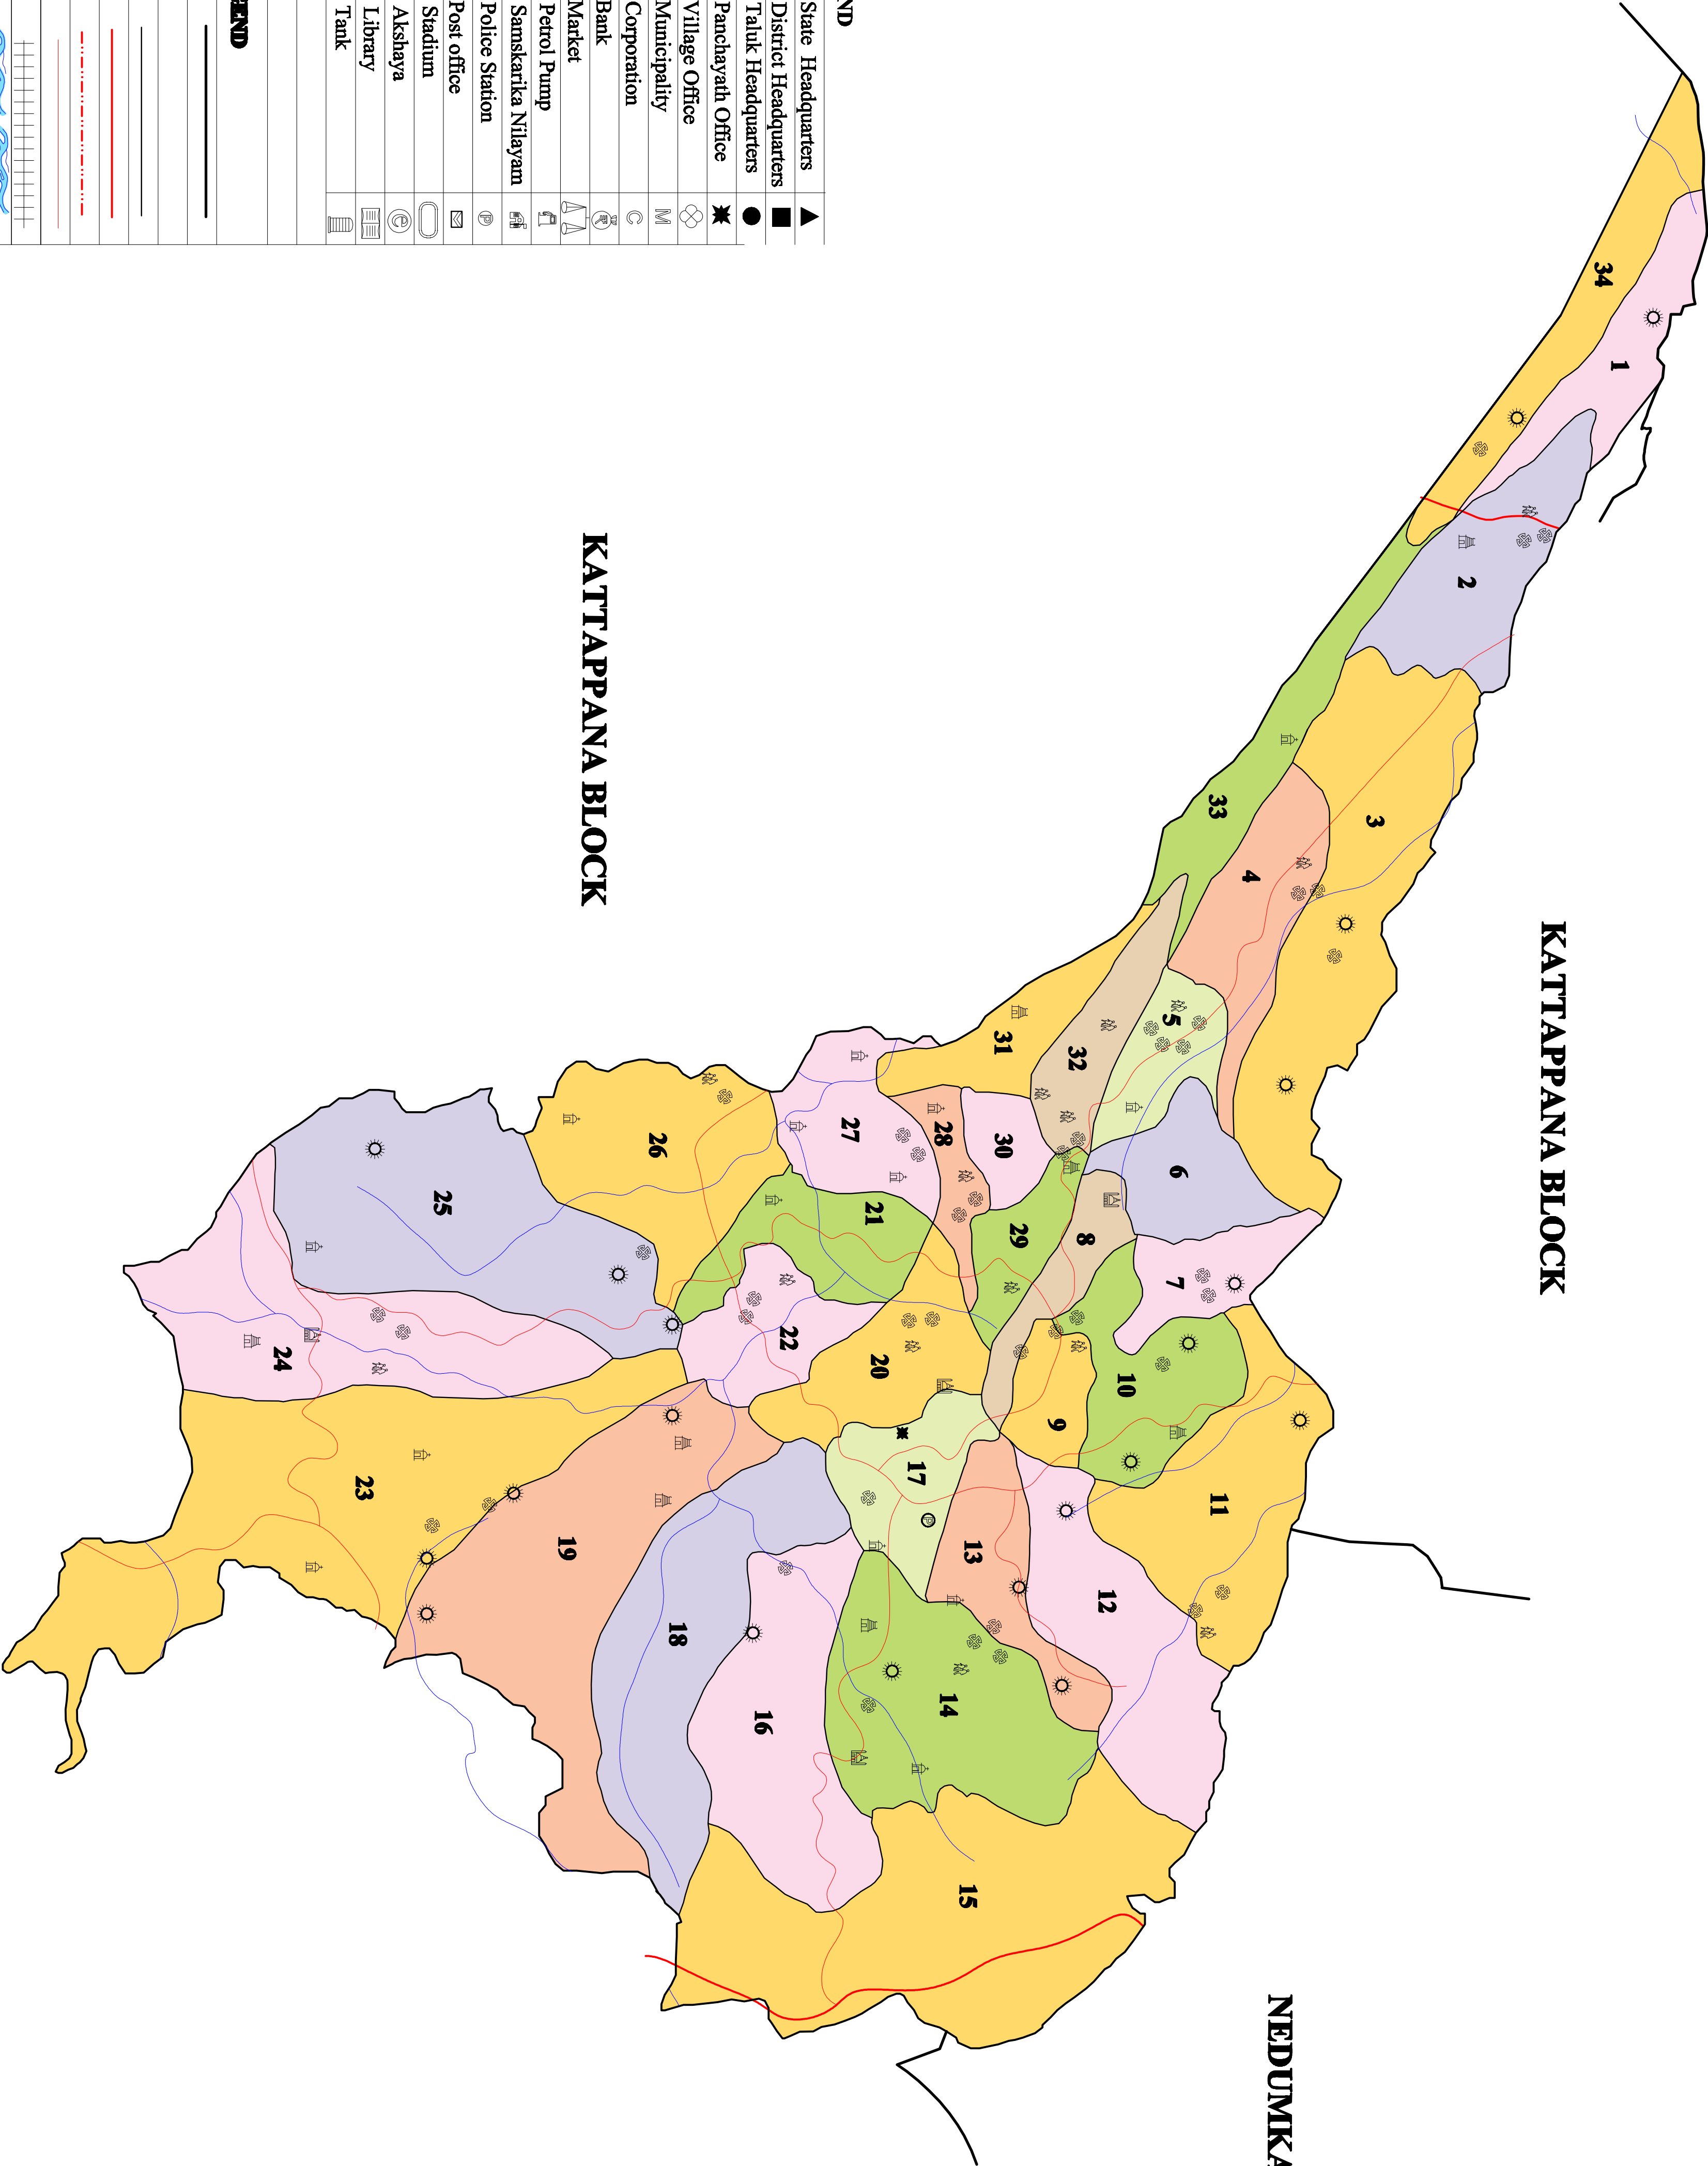 ND
State Headquarters
District Headquarters
Taluk Headquarters
Panchayath Office
Village Office
Municipality
Corporation
Bank
Market
Petrol Pump
Samskarika Nilayam
Police Station
Post office
Stadium
Akshaya
Library
Tank
END
M
C
P
e
KATTAPPANA BLOCK
KATTAPPANA BLOCK
NEDUMKA
34
1
2
3
33
4
5
32
31
6
30
28
27
26
7
8
29
21
25
10
9
20
22
24
11
17
23
12
13
19
14
16
18
15
P